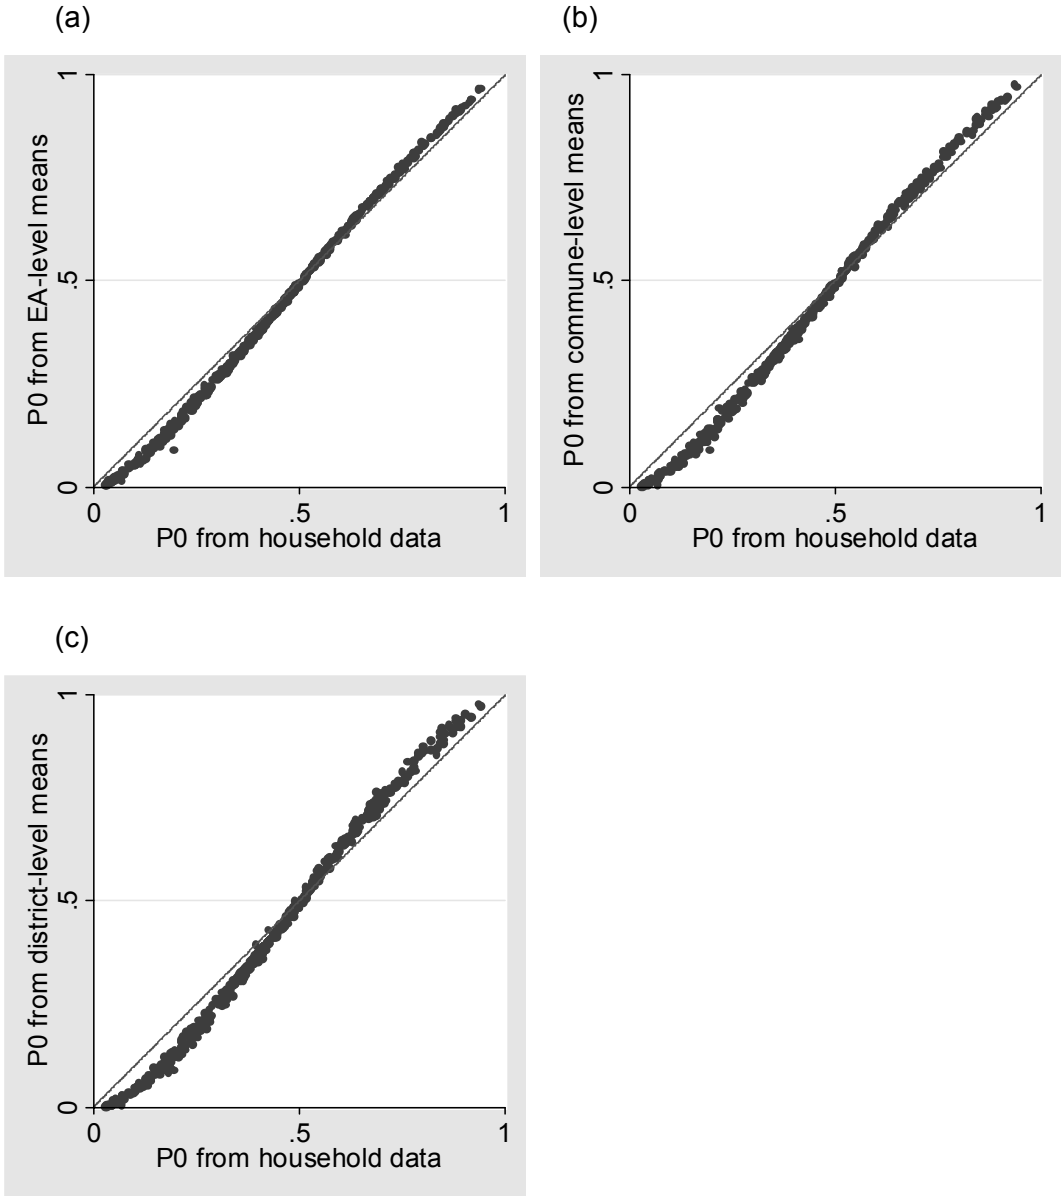 (a)
(b)
P0 from EA-level means
1
.5
0
0
.5
1
P0 from household data
P0 from commune-level means
1
.5
0
0
.5
1
P0 from household data
(c)
P0 from district-level means
1
.5
0
0
.5
1
P0 from household data